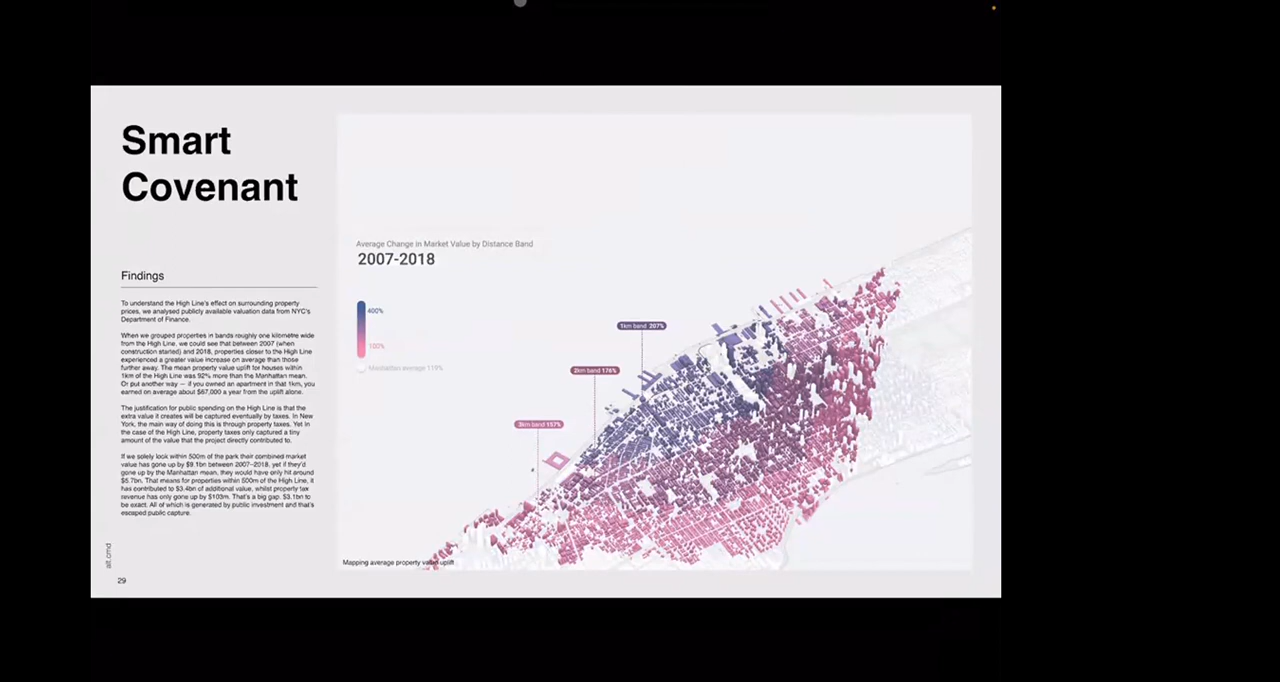 Smart
Covenant
Findings
To understand the High Line's effect on surrounding property
prices, we analysed publicly available valuation data from NYC's
Department of Finance.
When we grouped properties in bands roughly one kilometre wide
from the High Line, we could see that between 2007 (when
construction started) and 2018, properties closer to the High Line
experienced a greater value increase on average than those
further away. The mean property value uplift for houses within
1km of the High Line was 92% more than the Manhattan mean.
Or put another way — if you owned an apartment in that 1km, you
earned on average about $67,000 a year from the uplift alone.
The justification for public spending on the High Line is that the
extra value it creates will be captured eventually by taxes. In New
York, the main way of doing this is through property taxes. Yet in
the case of the High Line, property taxes only captured a tiny
amount of the value that the project directly contributed to.
If we solely look within 500m of the park their combined market
value has gone up by $9.1bn between 2007–2018, yet if they'd
gone up by the Manhattan mean, they would have only hit around
$5.7bn. That means for properties within 500m of the High Line, it
has contributed to $3.4bn of additional value, whilst property tax
revenue has only gone up by $103m. That's a big gap. $3.1bn to
be exact. All of which is generated by public investment and that's
escaped public capture.
alt.cmd
29
Average Change in Market Value by Distance Band
2007-2018
400%
100%
Manhattan average 119%
1km band 207%
2km band 176%
3km band 157%
Mapping average property value uplift